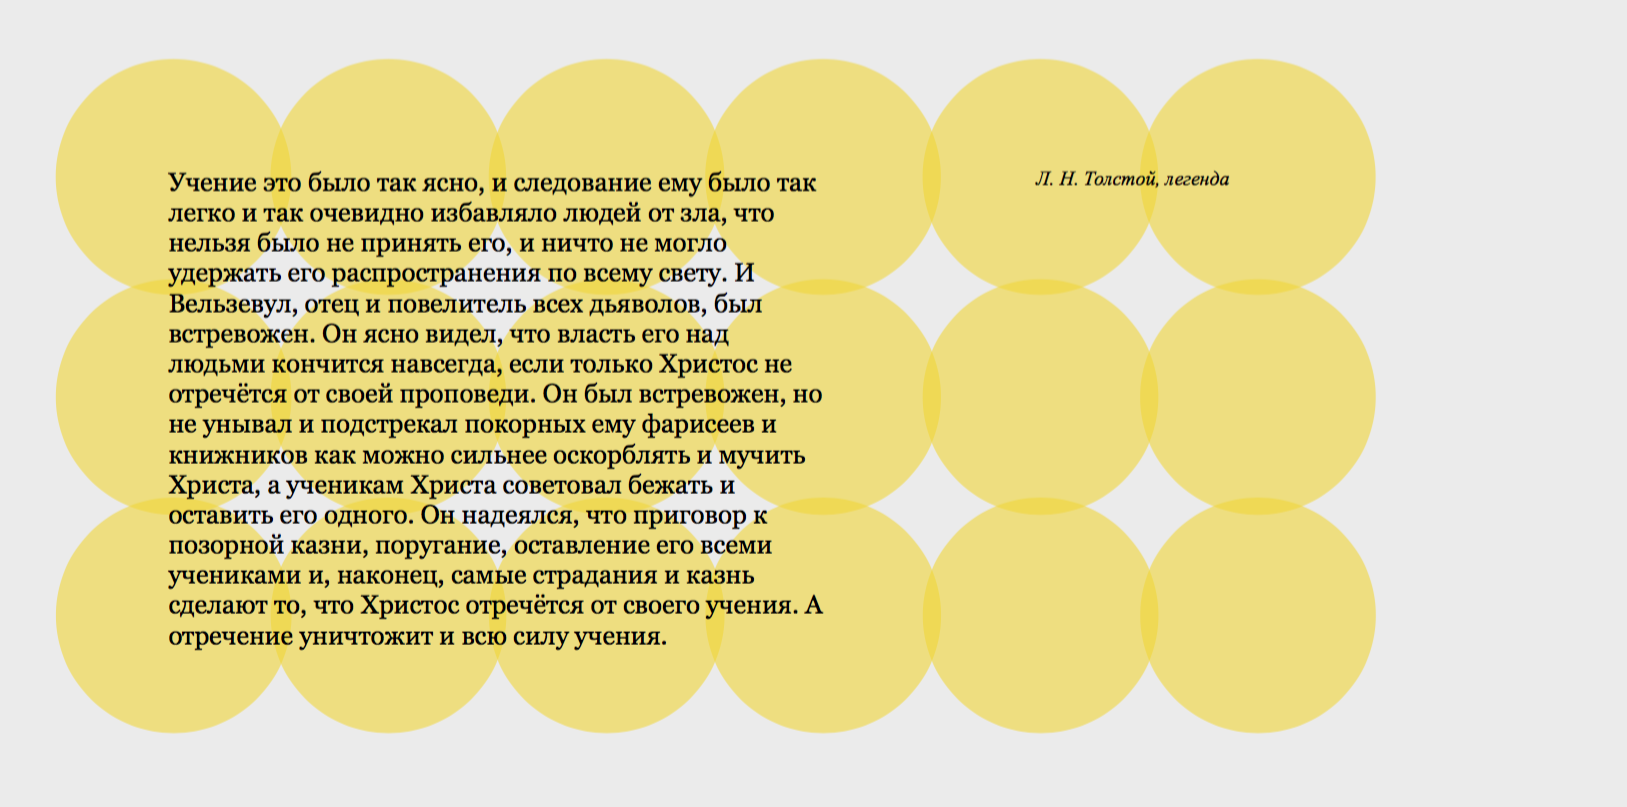 Учение это было так ясно, и следование ему было так
легко и так очевидно избавляло людей от зла, что
нельзя было не принять его, и ничто не могло
удержать его распространения по всему свету. И
Вельзевул, отец и повелитель всех дьяволов, был
встревожен. Он ясно видел, что власть его над
людьми кончится навсегда, если только Христос не
отречётся от своей проповеди. Он был встревожен, но
не унывал и подстрекал покорных ему фарисеев и
книжников как можно сильнее оскорблять и мучить
Христа, а ученикам Христа советовал бежать и
оставить его одного. Он надеялся, что приговор к
позорной казни, поругание, оставление его всеми
учениками и, наконец, самые страдания и казнь
сделают то, что Христос отречётся от своего учения. А
отречение уничтожит и всю силу учения.
Л. Н. Толстой, легенда